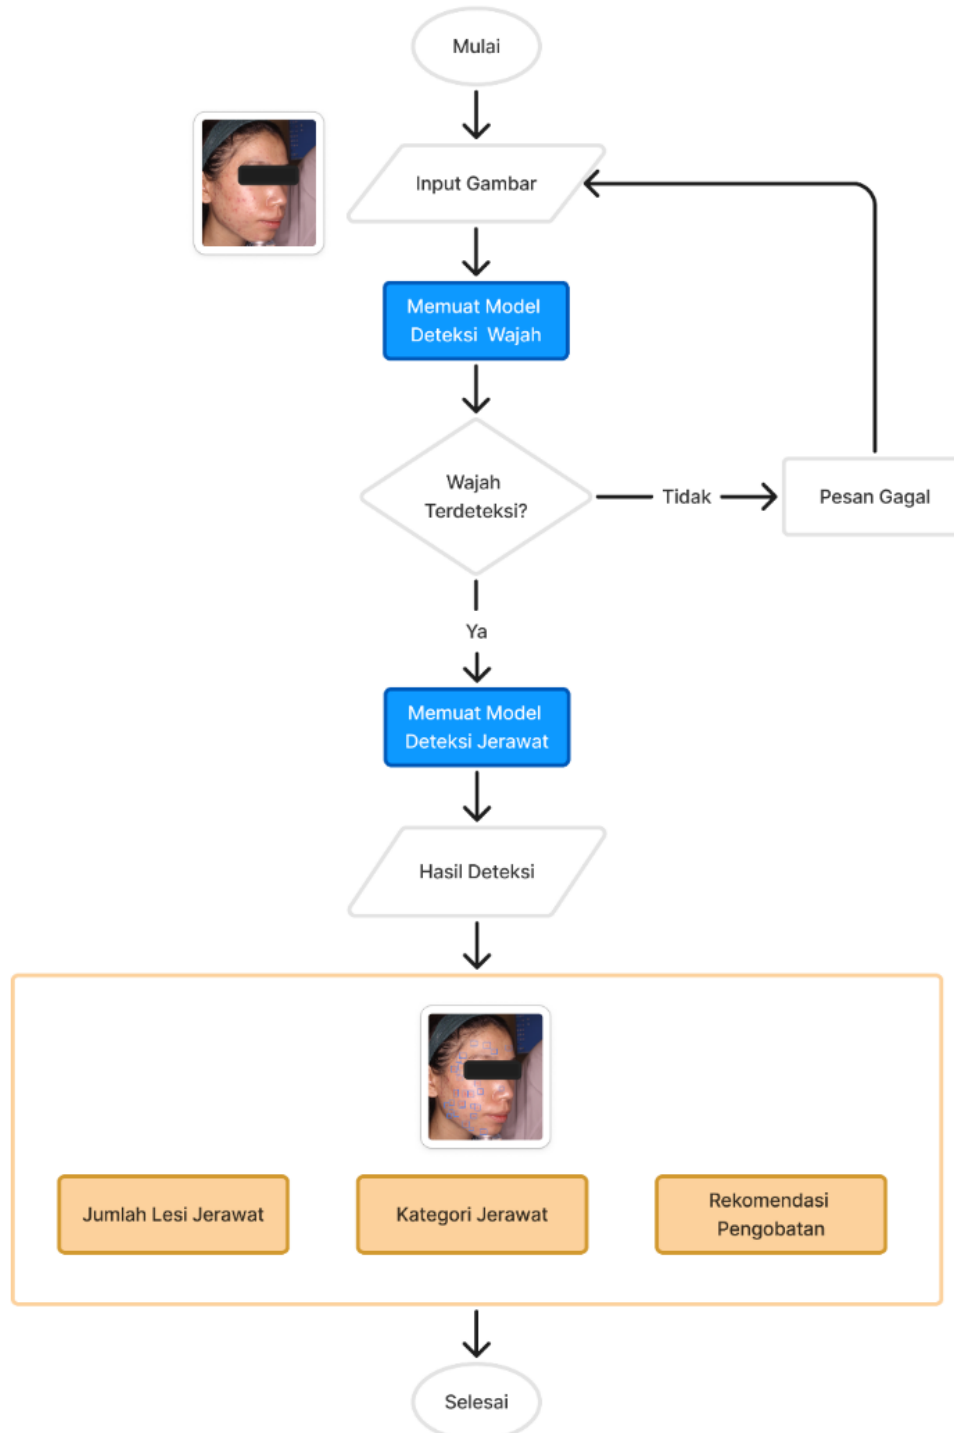 Mulai
Input Gambar
Memuat Model
Deteksi Wajah
Wajah
Terdeteksi?
Tidak
Pesan Gagal
Ya
Memuat Model
Deteksi Jerawat
Hasil Deteksi
Jumlah Lesi Jerawat
Kategori Jerawat
Rekomendasi
Pengobatan
Selesai